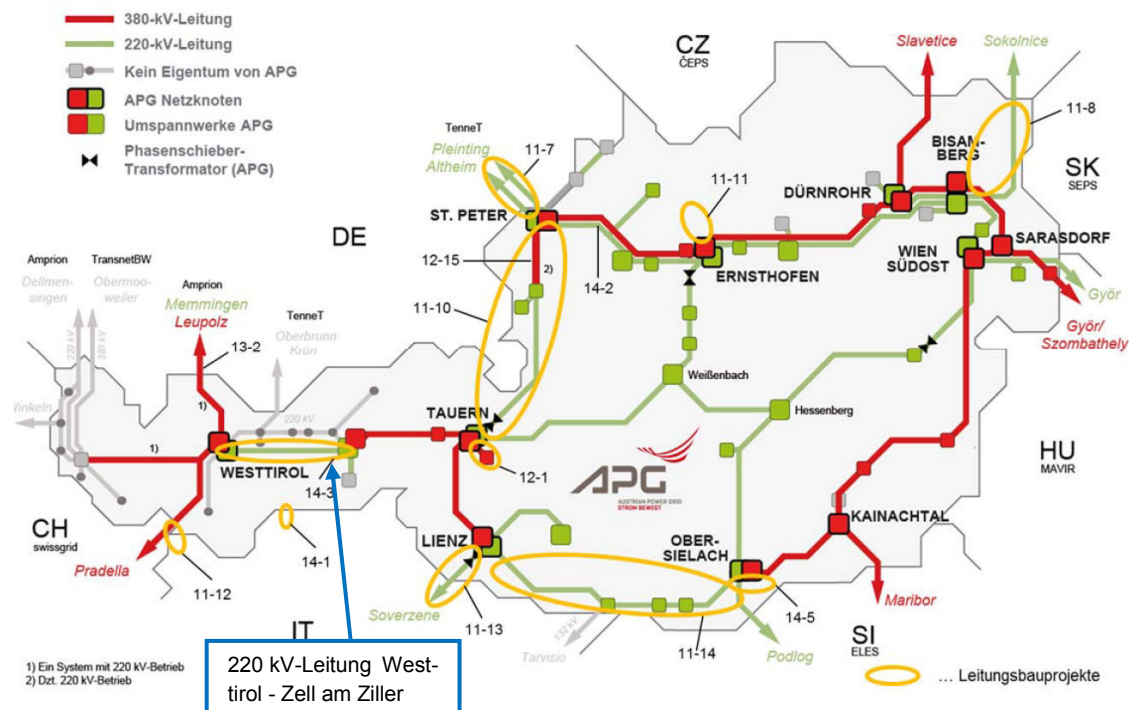 380-kV-Leitung
220-kV-Leitung
Kein Eigentum von APG
APG Netzknoten
Umspannwerke APG
Phasenschieber-
Transformator (APG)
CZ
ČEPS
Slavetice
Sokolnice
11-8
BISAM-
BERG
SK
SEPS
TenneT
Pleinting
Altheim
11-7
11-11
DÜRNROHR
ST. PETER
DE
12-15
2)
14-2
ERNSTHOFEN
WIEN
SÜDOST
SARASDORF
Györ
Györ/
Szombathely
Amprion
Dellmen-
singen
TransnetBW
Obermoo-
weiler
Amprion
Memmingen
Leupolz
TenneT
Oberbrunn
Krün
11-10
13-2
220 kV
380 kV
Winkeln
1)
1)
220 kV
Weißenbach
Hessenberg
TAUERN
WESTTIROL
14-3
12-1
APG
AUSTRIAN POWER GRID
STROM BEWEGT
HU
MAVIR
CH
swissgrid
Pradella
11-12
14-1
LIENZ
OBER-
SIELACH
KAINACHTAL
Soverzene
11-13
14-5
Maribor
IT
132 kV
Tarvisio
11-14
Podlog
SI
ELES
220 kV-Leitung West-
tirol - Zell am Ziller
1) Ein System mit 220 kV-Betrieb
2) Dzt. 220 kV-Betrieb
... Leitungsbauprojekte